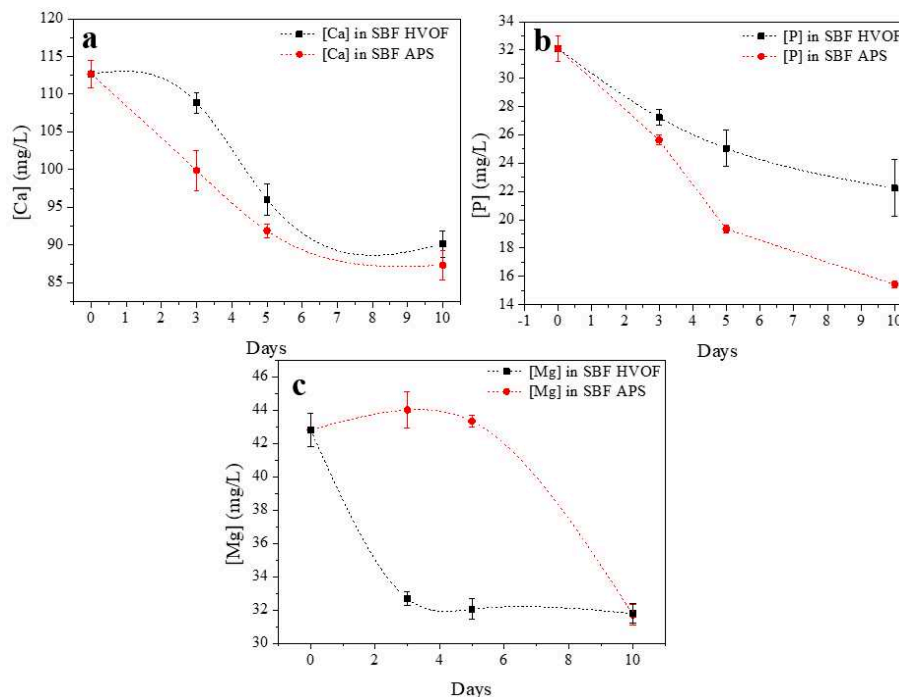 a
[Ca] in SBF HVOF
[Ca] in SBF APS
120
115
110
105
100
95
90
85
[Ca] (mg/L)
0 1 2 3 4 5 6 7 8 9 10
Days
b
[P] in SBF HVOF
[P] in SBF APS
34
32
30
28
26
24
22
20
18
16
14
[P] (mg/L)
-1 0 1 2 3 4 5 6 7 8 9 10
Days
c
[Mg] in SBF HVOF
[Mg] in SBF APS
46
44
42
40
38
36
34
32
30
[Mg] (mg/L)
0 2 4 6 8 10
Days